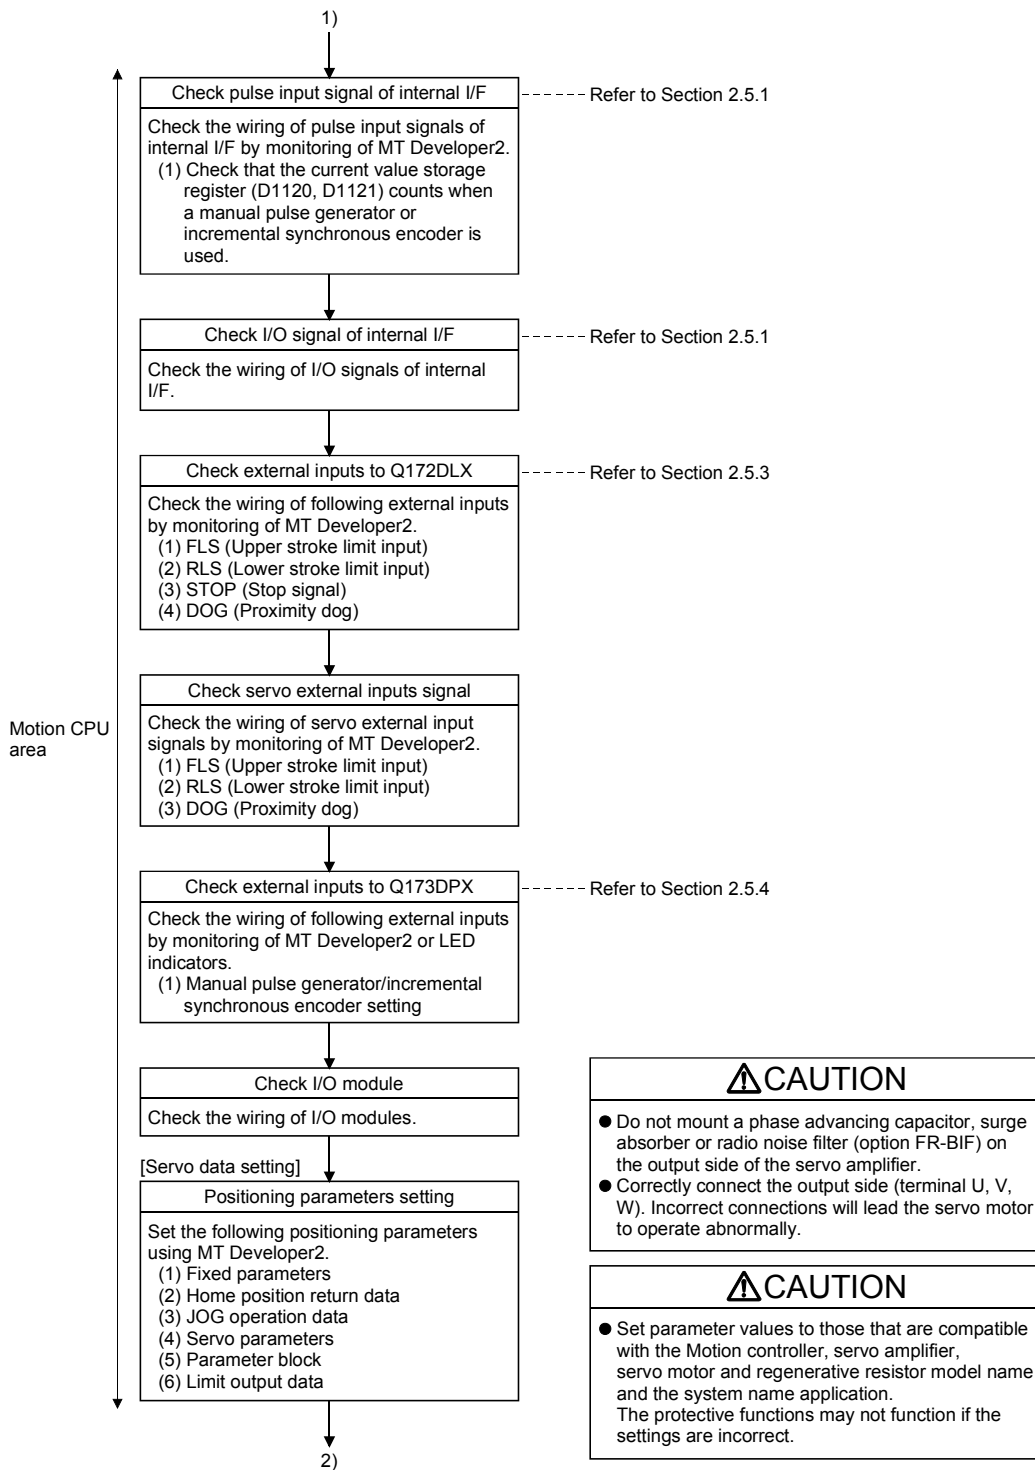 1)
Check pulse input signal of internal I/F
Refer to Section 2.5.1
Check the wiring of pulse input signals of
internal I/F by monitoring of MT Developer2.
(1) Check that the current value storage
register (D1120, D1121) counts when
a manual pulse generator or
incremental synchronous encoder is
used.
Check I/O signal of internal I/F
Refer to Section 2.5.1
Check the wiring of I/O signals of internal
I/F.
Check external inputs to Q172DLX
Refer to Section 2.5.3
Check the wiring of following external inputs
by monitoring of MT Developer2.
(1) FLS (Upper stroke limit input)
(2) RLS (Lower stroke limit input)
(3) STOP (Stop signal)
(4) DOG (Proximity dog)
Check servo external inputs signal
Check the wiring of servo external input
signals by monitoring of MT Developer2.
(1) FLS (Upper stroke limit input)
(2) RLS (Lower stroke limit input)
(3) DOG (Proximity dog)
Motion CPU
area
Check external inputs to Q173DPX
Refer to Section 2.5.4
Check the wiring of following external inputs
by monitoring of MT Developer2 or LED
indicators.
(1) Manual pulse generator/incremental
synchronous encoder setting
Check I/O module
Check the wiring of I/O modules.
[Servo data setting]
Positioning parameters setting
Set the following positioning parameters
using MT Developer2.
(1) Fixed parameters
(2) Home position return data
(3) JOG operation data
(4) Servo parameters
(5) Parameter block
(6) Limit output data
2)
⚠CAUTION
● Do not mount a phase advancing capacitor, surge
absorber or radio noise filter (option FR-BIF) on
the output side of the servo amplifier.
● Correctly connect the output side (terminal U, V,
W). Incorrect connections will lead the servo motor
to operate abnormally.
⚠CAUTION
● Set parameter values to those that are compatible
with the Motion controller, servo amplifier,
servo motor and regenerative resistor model name
and the system name application.
The protective functions may not function if the
settings are incorrect.